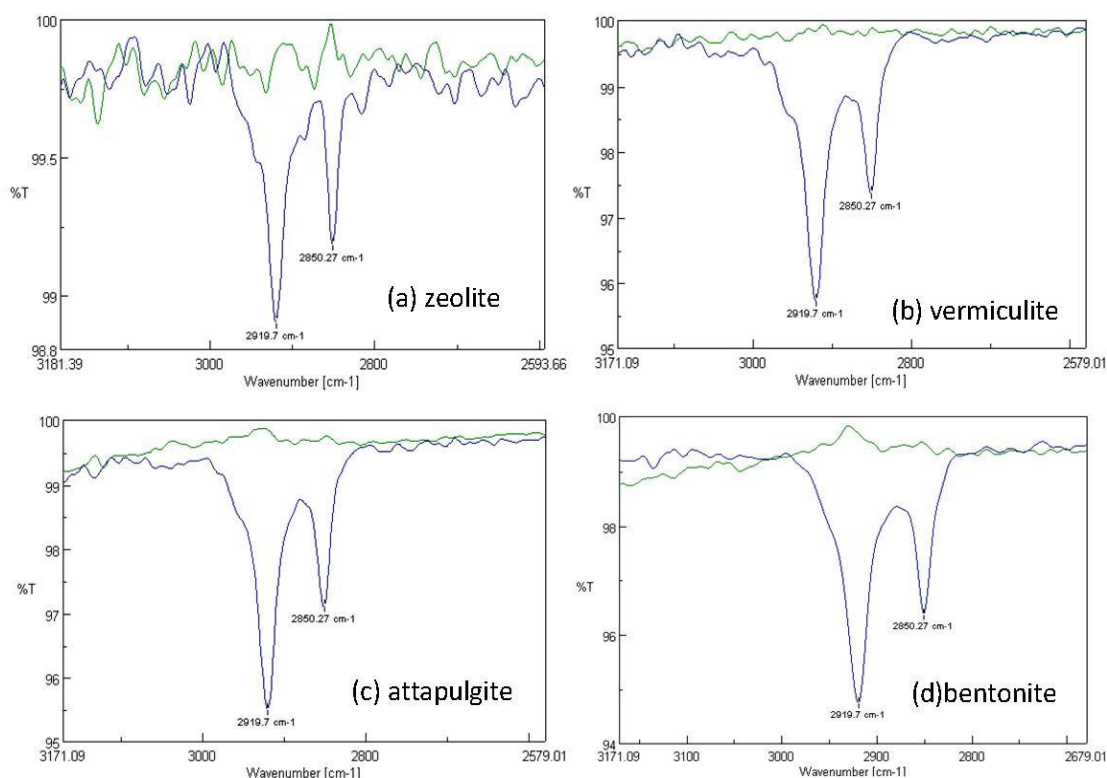 100
99.5
%T
99
98.8
3181.39
3000
2800
2593.66
Wavenumber [cm-1]
2919.7 cm-1
2850.27 cm-1
(a) zeolite
100
99
98
%T
97
96
95
3171.09
3000
2800
2579.01
Wavenumber [cm-1]
2919.7 cm-1
2850.27 cm-1
(b) vermiculite
100
99
98
%T
97
96
95
3171.09
3000
2800
2579.01
Wavenumber [cm-1]
2919.7 cm-1
2850.27 cm-1
(c) attapulgite
100
98
%T
96
94
3171.09
3100
3000
2900
2800
2679.01
Wavenumber [cm-1]
2919.7 cm-1
2850.27 cm-1
(d)bentonite